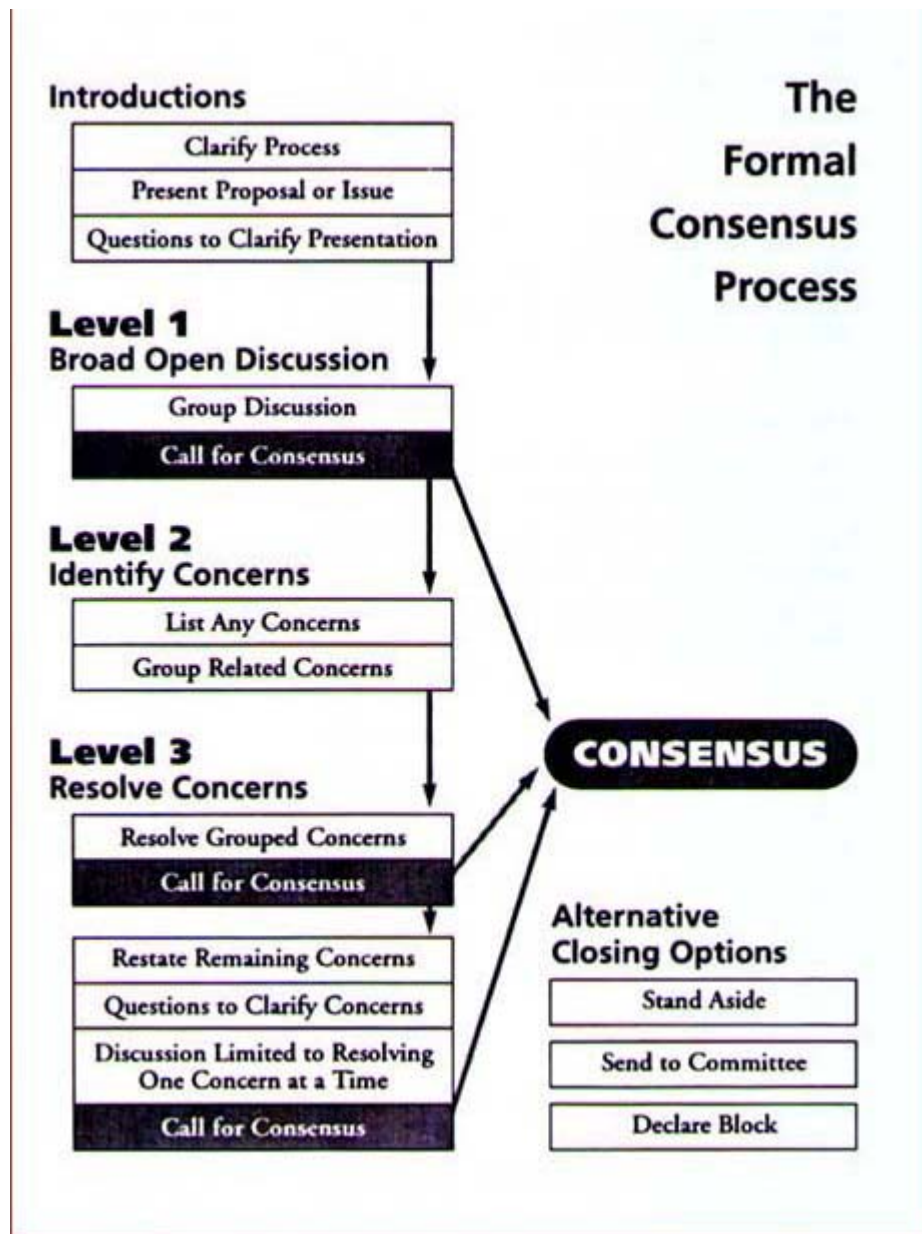 The
Formal
Consensus
Process
Introductions
Clarify Process
Present Proposal or Issue
Questions to Clarify Presentation
Level 1
Broad Open Discussion
Group Discussion
Call for Consensus
Level 2
Identify Concerns
List Any Concerns
Group Related Concerns
Level 3
Resolve Concerns
Resolve Grouped Concerns
Call for Consensus
Restate Remaining Concerns
Questions to Clarify Concerns
Discussion Limited to Resolving
One Concern at a Time
Call for Consensus
CONSENSUS
Alternative
Closing Options
Stand Aside
Send to Committee
Declare Block